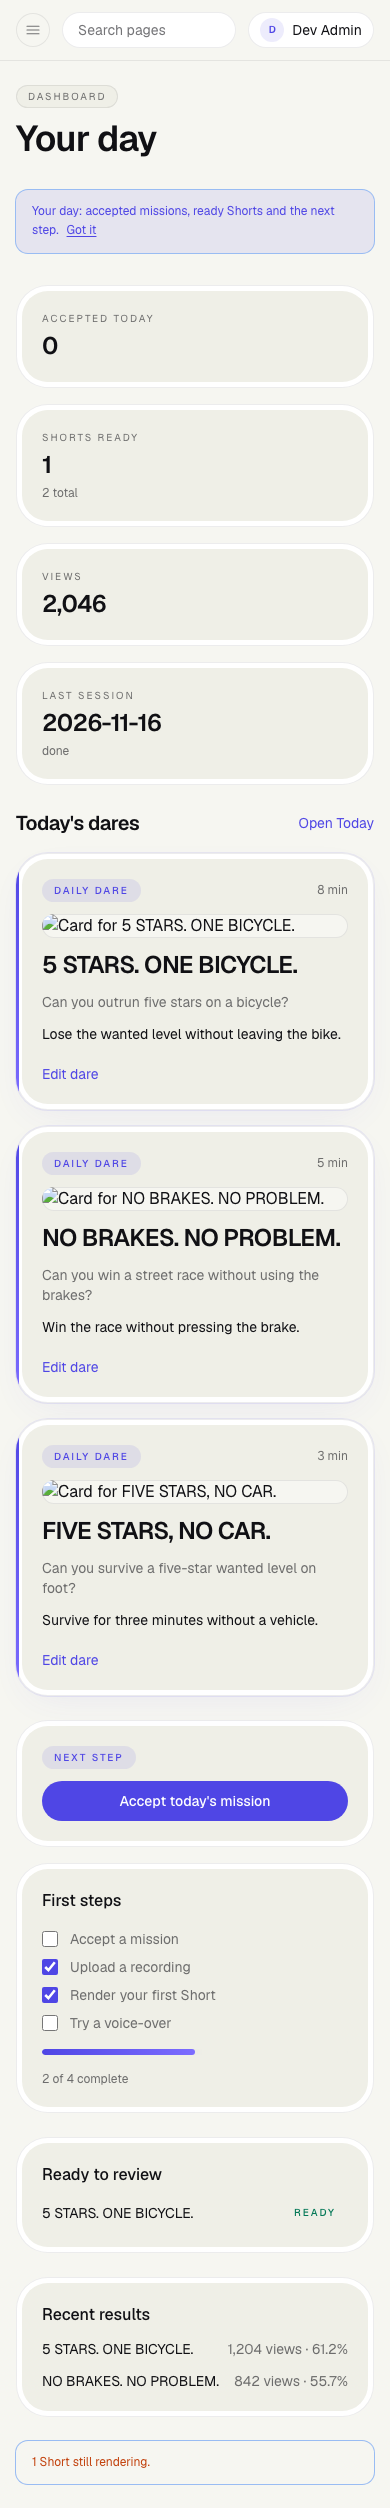 Search pages
D
Dev Admin
DASHBOARD
Your day
Your day: accepted missions, ready Shorts and the next
step. Got it
ACCEPTED TODAY
0
SHORTS READY
1
2 total
VIEWS
2,046
LAST SESSION
2026-11-16
done
Today's dares
Open Today
DAILY DARE
8 min
Card for 5 STARS. ONE BICYCLE.
5 STARS. ONE BICYCLE.
Can you outrun five stars on a bicycle?
Lose the wanted level without leaving the bike.
Edit dare
DAILY DARE
5 min
Card for NO BRAKES. NO PROBLEM.
NO BRAKES. NO PROBLEM.
Can you win a street race without using the
brakes?
Win the race without pressing the brake.
Edit dare
DAILY DARE
3 min
Card for FIVE STARS, NO CAR.
FIVE STARS, NO CAR.
Can you survive a five-star wanted level on
foot?
Survive for three minutes without a vehicle.
Edit dare
NEXT STEP
Accept today's mission
First steps
Accept a mission
Upload a recording
Render your first Short
Try a voice-over
2 of 4 complete
Ready to review
5 STARS. ONE BICYCLE.
READY
Recent results
5 STARS. ONE BICYCLE.
1,204 views · 61.2%
NO BRAKES. NO PROBLEM.
842 views · 55.7%
1 Short still rendering.